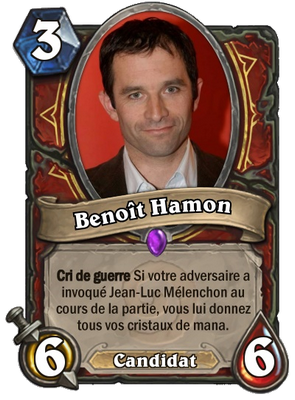 3
Benoît Hamon
Cri de guerre Si votre adversaire a
invoqué Jean-Luc Mélenchon au
cours de la partie, vous lui donnez
tous vos cristaux de mana.
6
Candidat
6